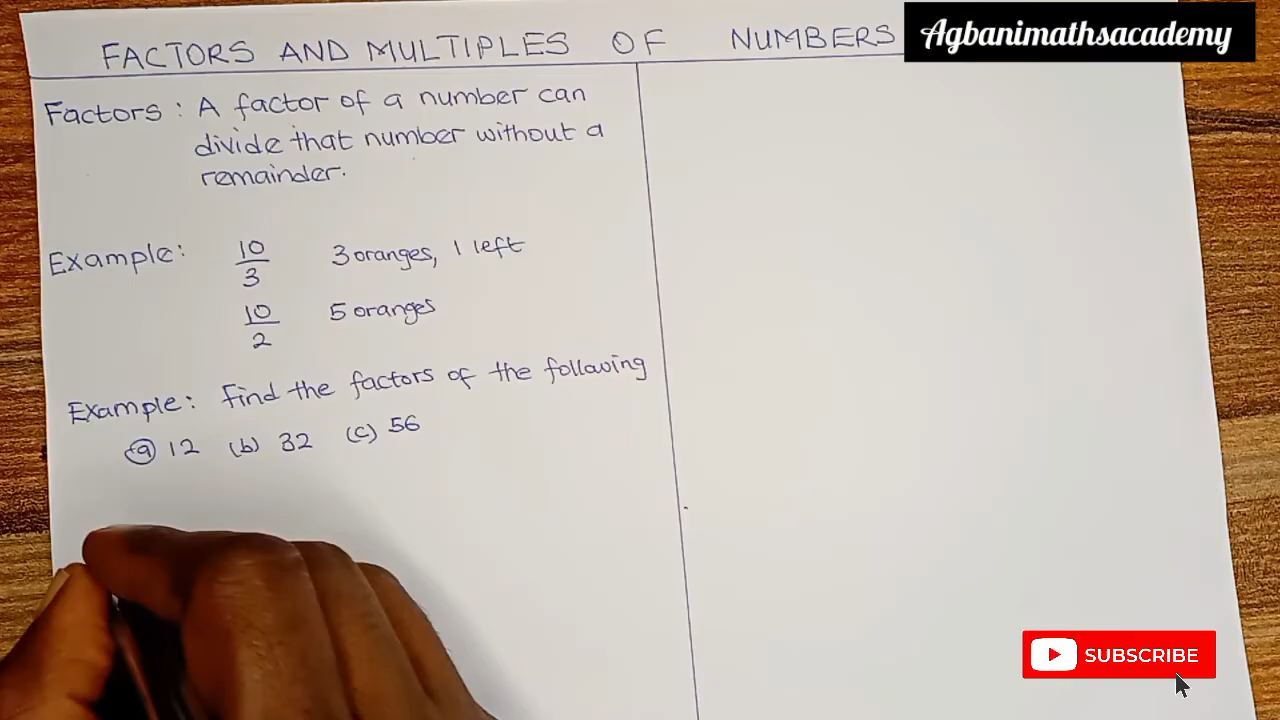 FACTORS AND MULTIPLES OF NUMBERS
Agbanimathsacademy
Factors: A factor of a number can
divide that number without a
remainder.
Example: 10/3 3 oranges, 1 left
10/2 5 oranges
Example: Find the factors of the following
(a) 12 (b) 32 (c) 56
SUBSCRIBE